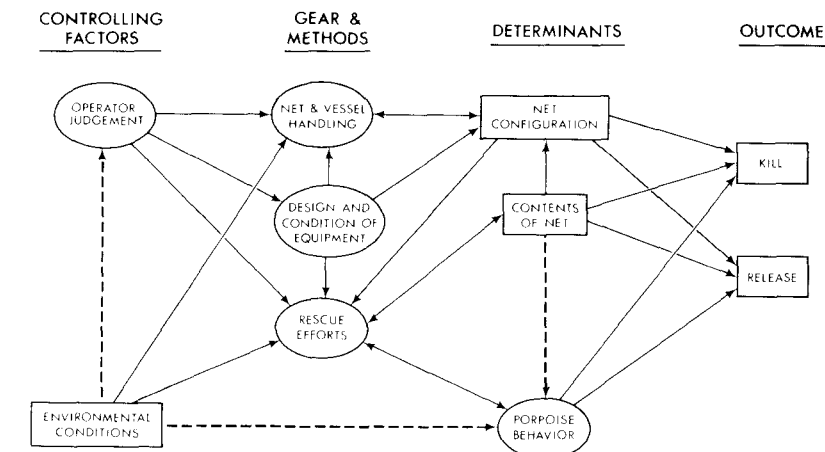 CONTROLLING
FACTORS
GEAR &
METHODS
DETERMINANTS
OUTCOME
OPERATOR
JUDGEMENT
NET & VESSEL
HANDLING
NET
CONFIGURATION
KILL
DESIGN AND
CONDITION OF
EQUIPMENT
CONTENTS
OF NET
RELEASE
RESCUE
EFFORTS
ENVIRONMENTAL
CONDITIONS
PORPOISE
BEHAVIOR